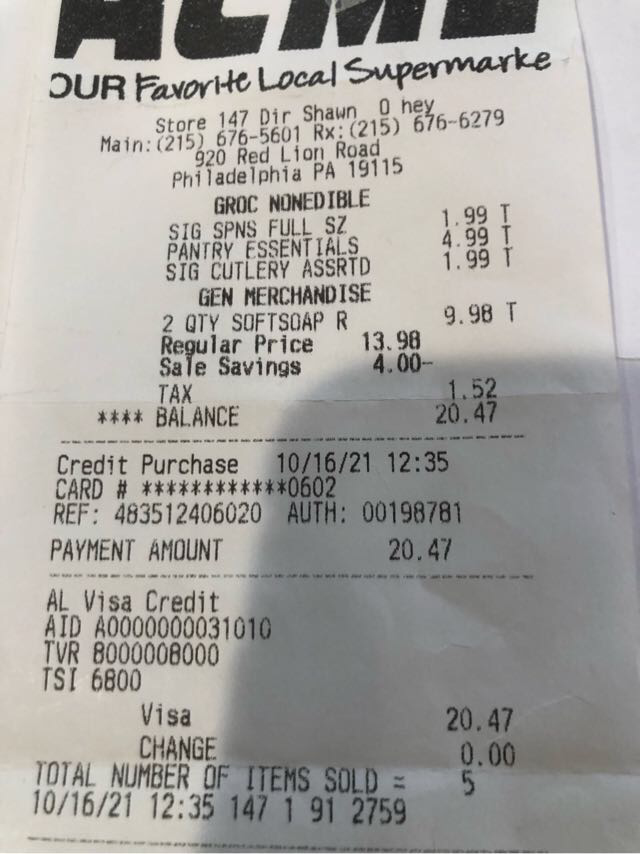 ACME
OUR Favorite Local Supermarke
Store 147 Dir Shawn O hey
Main:(215) 676-5601 Rx:(215) 676-6279
920 Red Lion Road
Philadelphia PA 19115
GROC NONEDIBLE
SIG SPNS FULL SZ 1.99 T
PANTRY ESSENTIALS 4.99 T
SIG CUTLERY ASSRTD 1.99 T
GEN MERCHANDISE
2 QTY SOFTSOAP R 9.98 T
Regular Price 13.98
Sale Savings 4.00-
TAX 1.52
**** BALANCE 20.47
Credit Purchase 10/16/21 12:35
CARD # ************0602
REF: 483512406020 AUTH: 00198781
PAYMENT AMOUNT 20.47
AL Visa Credit
AID A0000000031010
TVR 8000008000
TSI 6800
Visa 20.47
CHANGE 0.00
TOTAL NUMBER OF ITEMS SOLD = 5
10/16/21 12:35 147 1 91 2759